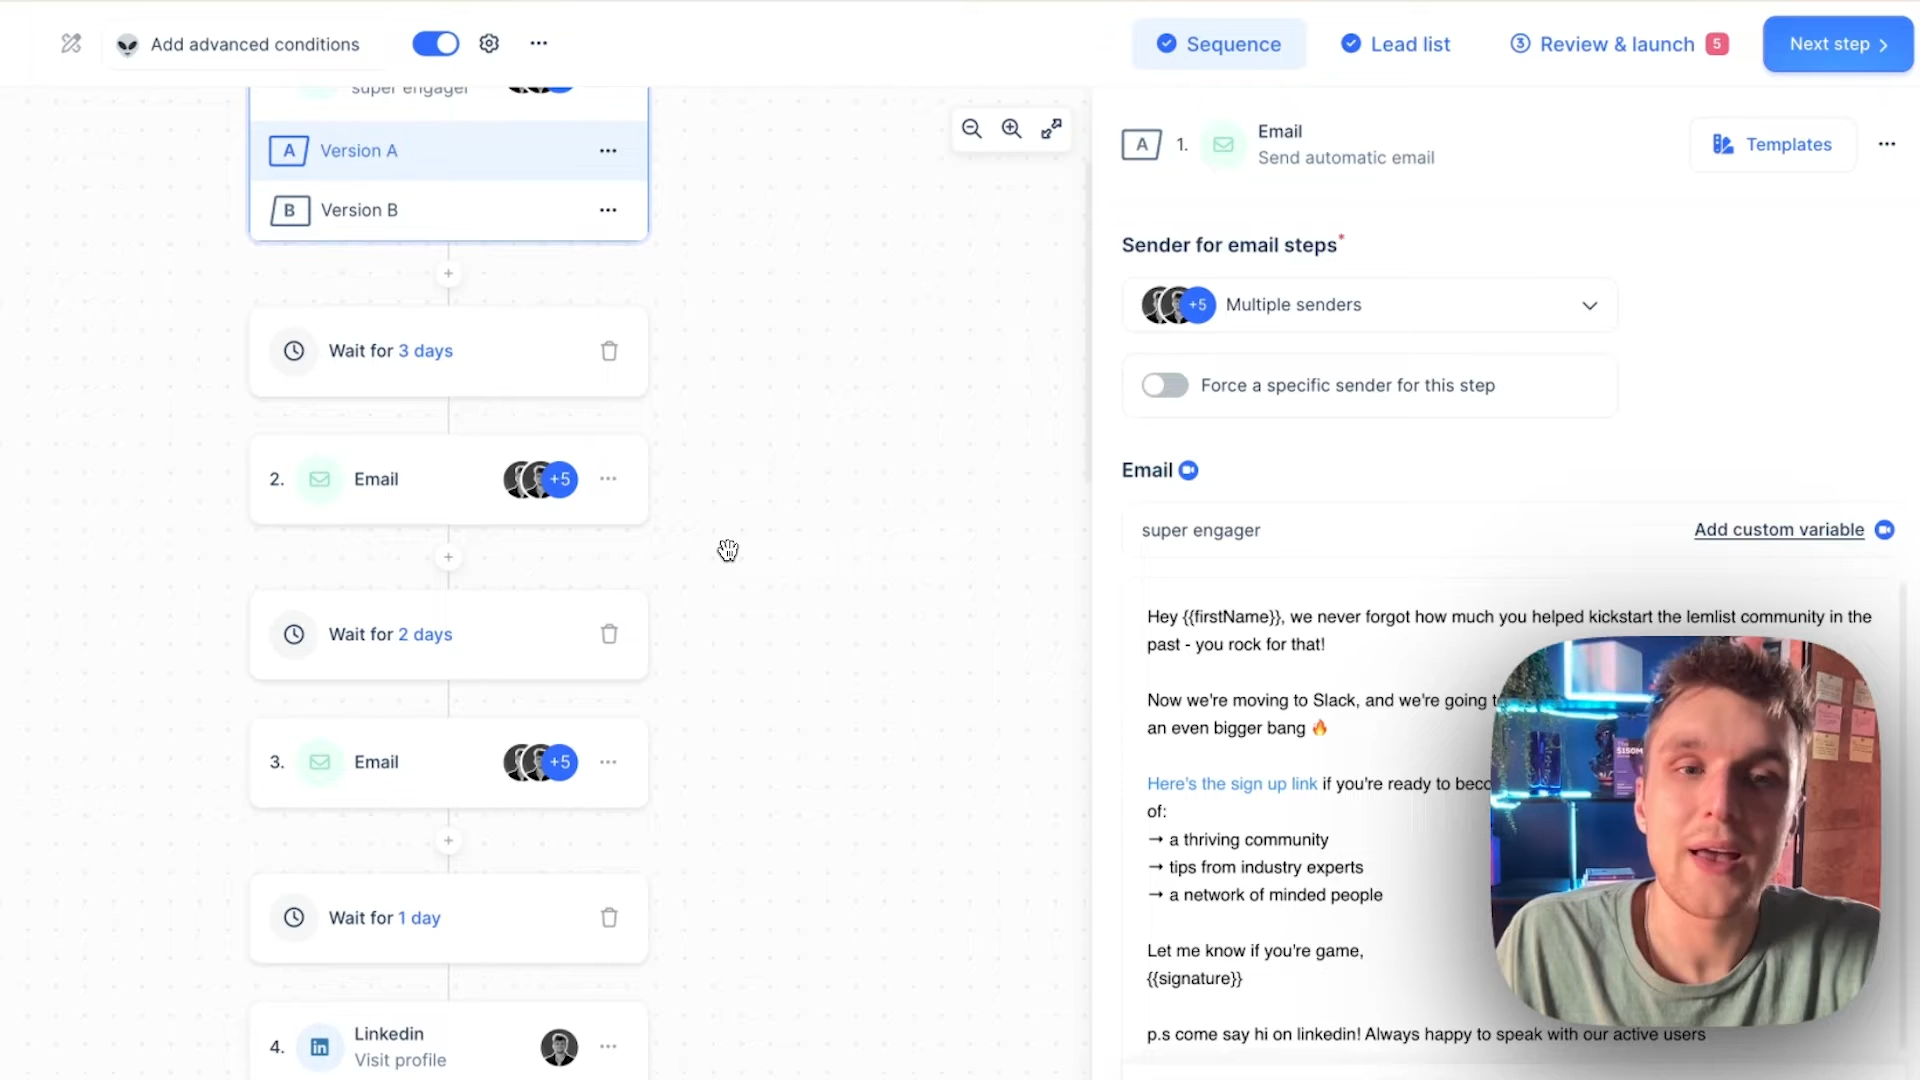 Add advanced conditions
Sequence
Lead list
3 Review & launch 5
Next step
super engager
A Version A
B Version B
Wait for 3 days
2. Email +5
Wait for 2 days
3. Email +5
Wait for 1 day
4. in Linkedin
Visit profile
A 1. Email
Send automatic email
Templates
Sender for email steps*
+5 Multiple senders
Force a specific sender for this step
Email
super engager
Add custom variable
Hey {{firstName}}, we never forgot how much you helped kickstart the lemlist community in the
past - you rock for that!
Now we're moving to Slack, and we're going
an even bigger bang 🔥
Here's the sign up link if you're ready to
of:
→ a thriving community
→ tips from industry experts
→ a network of minded people
Let me know if you're game,
{{signature}}
p.s come say hi on linkedin! Always happy to speak with our active users
$150M